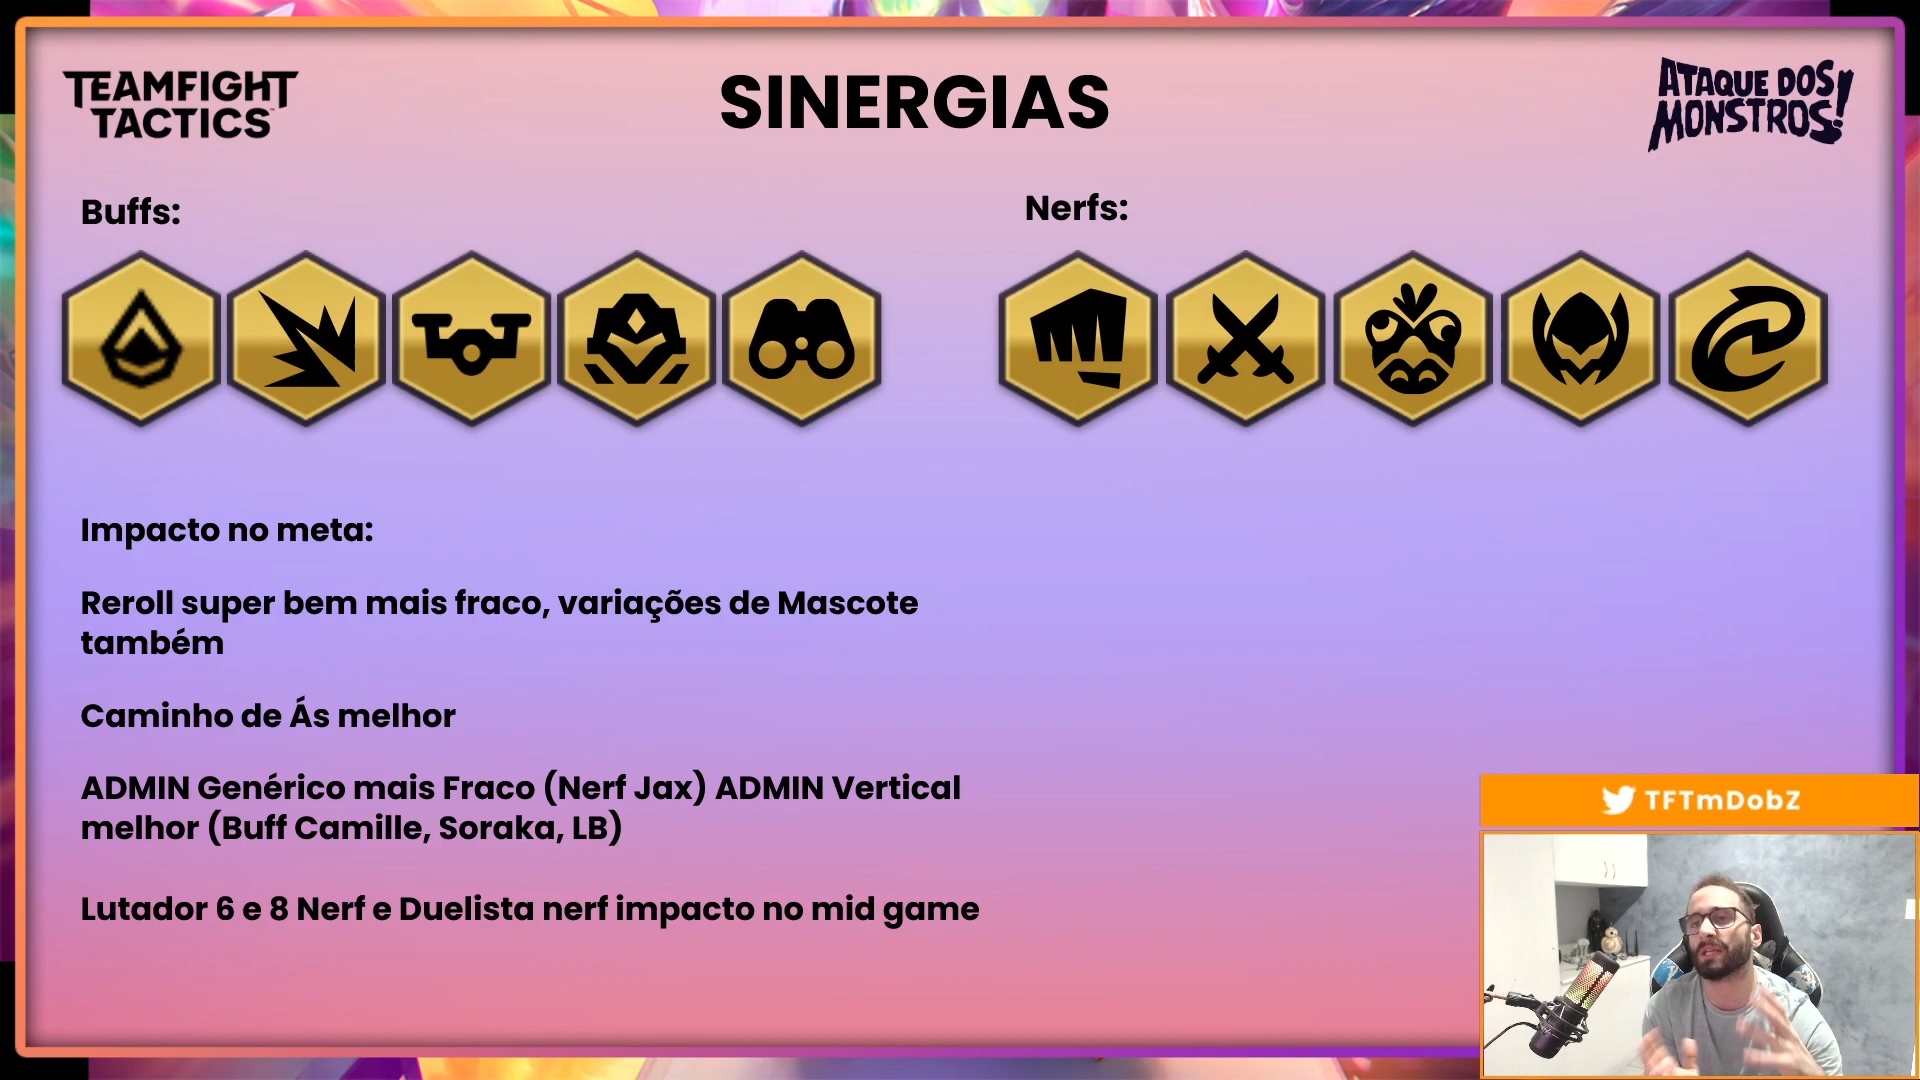 TEAMFIGHT
TACTICS
SINERGIAS
ATAQUE DOS
MONSTROS!
Buffs:
Nerfs:
Impacto no meta:
Reroll super bem mais fraco, variações de Mascote
também
Caminho de Ás melhor
ADMIN Genérico mais Fraco (Nerf Jax) ADMIN Vertical
melhor (Buff Camille, Soraka, LB)
Lutador 6 e 8 Nerf e Duelista nerf impacto no mid game
TFTmDobZ